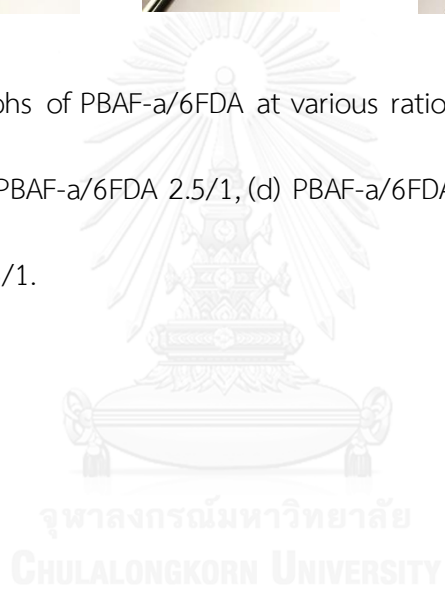 phs of PBAF-a/6FDA at various ratio
PBAF-a/6FDA 2.5/1, (d) PBAF-a/6FDA
/1.
จุฬาลงกรณ์มหาวิทยาลัย
CHULALONGKORN UNIVERSITY